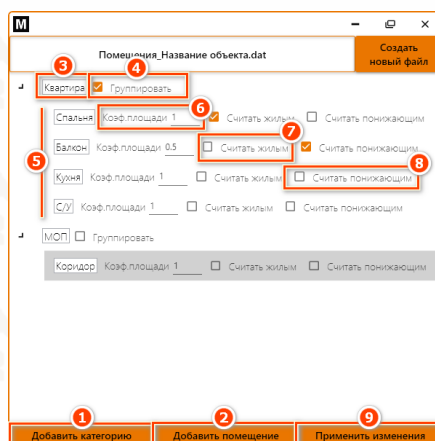 M
Помещения_Название объекта.dat
Создать
новый файл
3
4
Квартира Группировать
6
Спальня Коэф.площади 1 Считать жилым Считать понижающим
7
Балкон Коэф.площади 0.5 Считать жилым Считать понижающим
5
8
Кухня Коэф.площади 1 Считать жилым Считать понижающим
С/У Коэф.площади 1 Считать жилым Считать понижающим
МОП Группировать
Коридор Коэф.площади 1 Считать жилым Считать понижающим
1
2
9
Добавить категорию
Добавить помещение
Применить изменения